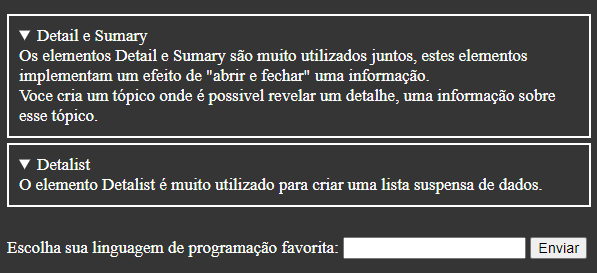 Detail e Sumary
Os elementos Detail e Sumary são muito utilizados juntos, estes elementos
implementam um efeito de "abrir e fechar" uma informação.
Voce cria um tópico onde é possivel revelar um detalhe, uma informação sobre
esse tópico.
Detalist
O elemento Detalist é muito utilizado para criar uma lista suspensa de dados.
Escolha sua linguagem de programação favorita: Enviar